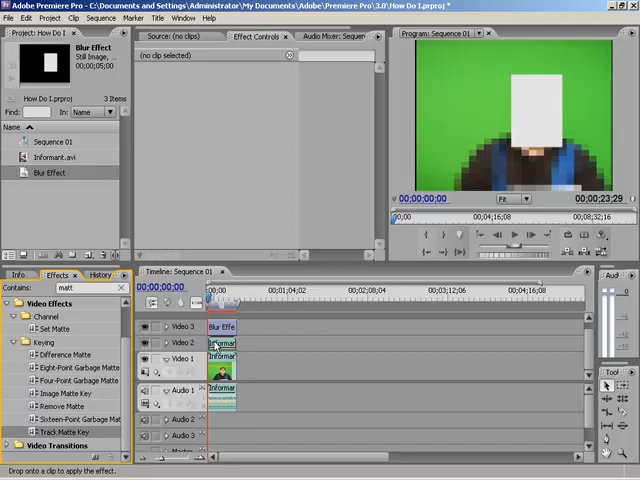 Adobe Premiere Pro - C:\Documents and Settings\Administrator\My Documents\Adobe\Premiere Pro\3.0\How Do I.prproj *
File Edit Project Clip Sequence Marker Title Window Help
Project: How Do I
Source: (no clips)
Effect Controls
Audio Mixer: Sequen
Program: Sequence 01
Blur Effect
Still Image, ...
00;00;05;00
(no clip selected)
How Do I.prproj
3 Items
Find:
In:
Name
Name
Sequence 01
Informant.avi
Blur Effect
00;00;00;00
Fit
00;00;23;29
00;00
00;04;16;08
00;08;32;16
Info
Effects
History
Timeline: Sequence 01
Contains:
matt
00;00;00;00
00;00
00;01;04;02
00;02;08;04
00;03;12;06
00;04;16;08
Video Effects
Channel
Set Matte
Keying
Difference Matte
Eight-Point Garbage Mat
Four-Point Garbage Mat
Image Matte Key
Remove Matte
Sixteen-Point Garbage Mat
Track Matte Key
Video Transitions
Video 3
Blur Effe
Video 2
Informar
Video 1
Informar
Audio 1
Informar
Audio 2
Audio 3
Audi
0
-6
-12
-18
Tool
Drop onto a clip to apply the effect.